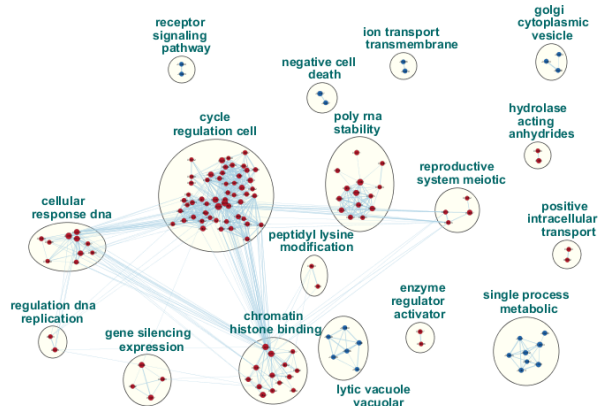 receptor
signaling
pathway
ion transport
transmembrane
golgi
cytoplasmic
vesicle
negative cell
death
cycle
regulation cell
poly rna
stability
hydrolase
acting
anhydrides
reproductive
system meiotic
cellular
response dna
positive
intracellular
transport
peptidyl lysine
modification
regulation dna
replication
gene silencing
expression
chromatin
histone binding
enzyme
regulator
activator
single process
metabolic
lytic vacuole
vacuolar